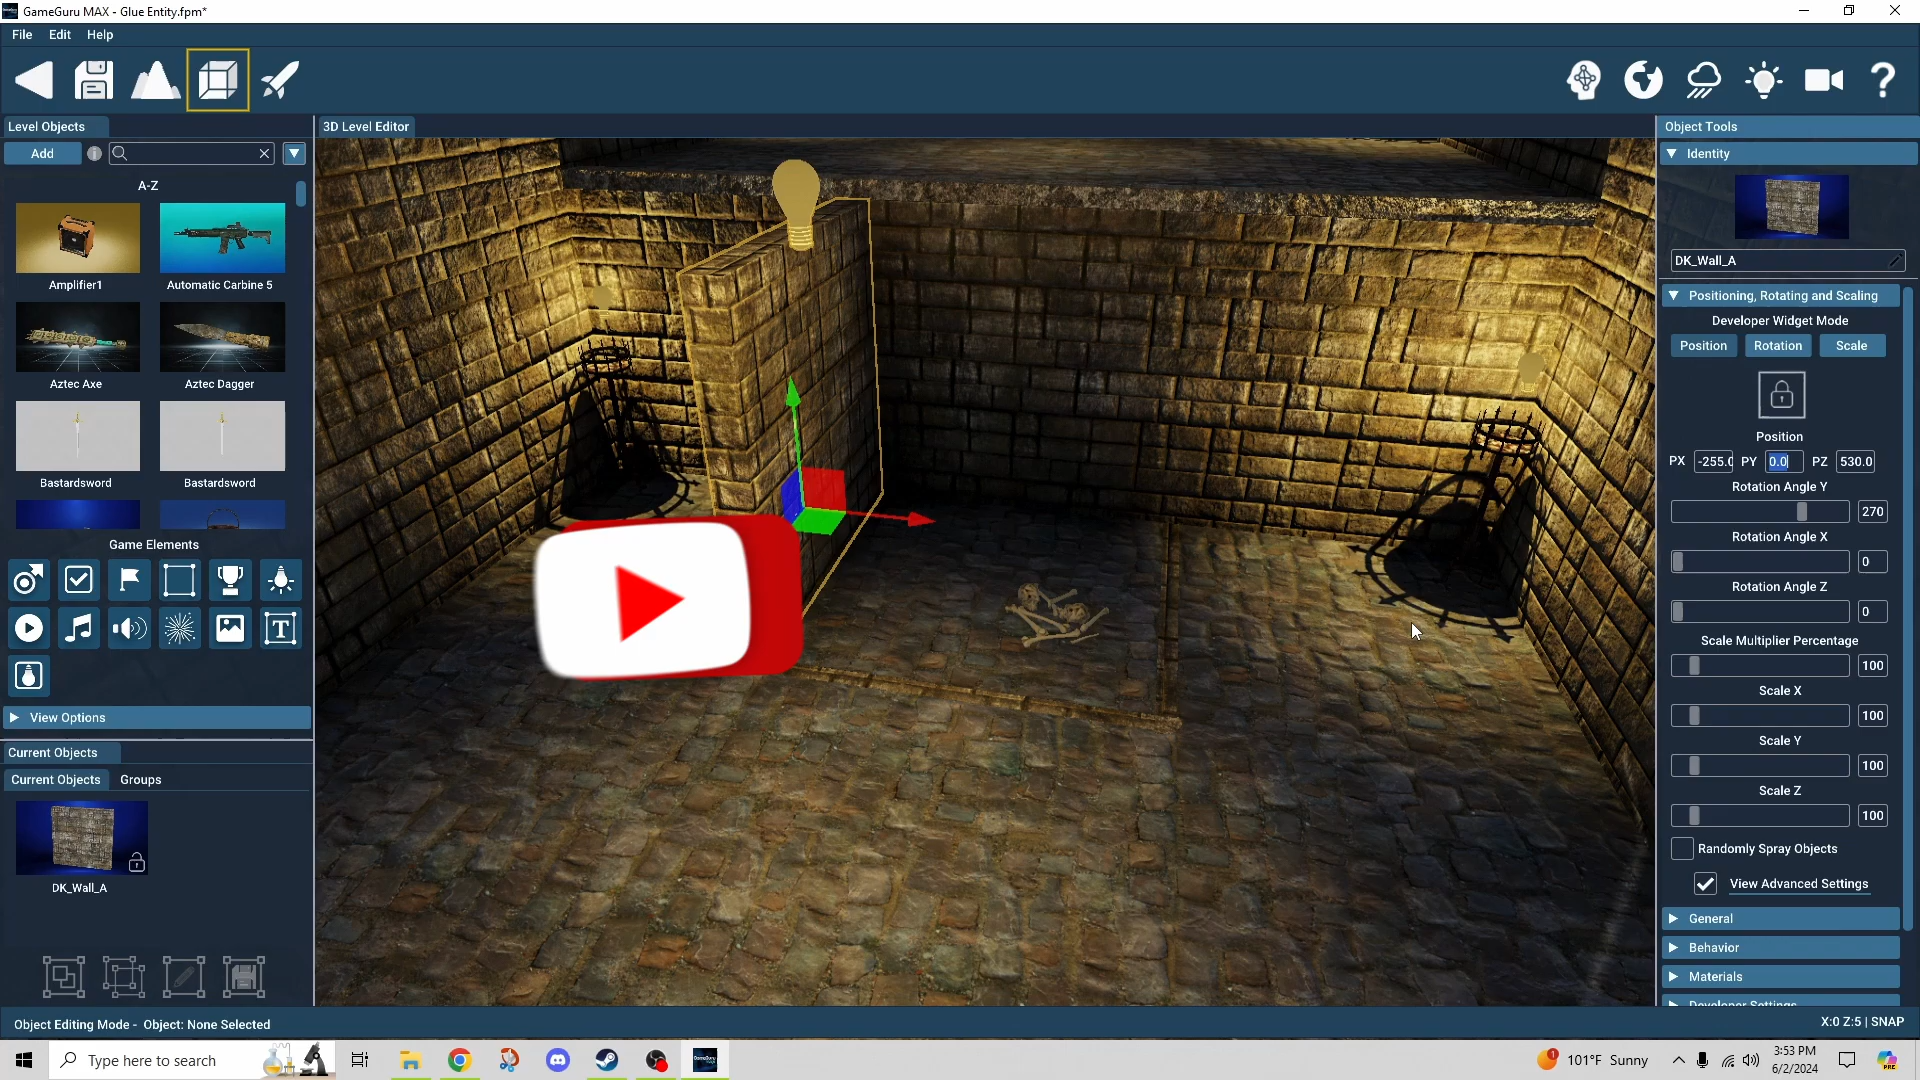 GameGuru MAX - Glue Entity.fpm*
File Edit Help
Level Objects
3D Level Editor
Object Tools
Add
A-Z
Amplifier1
Automatic Carbine 5
Aztec Axe
Aztec Dagger
Bastardsword
Bastardsword
Game Elements
View Options
Current Objects
Current Objects Groups
DK_Wall_A
Identity
DK_Wall_A
Positioning, Rotating and Scaling
Developer Widget Mode
Position Rotation Scale
Position
PX -255.0 PY 0.0 PZ 530.0
Rotation Angle Y
270
Rotation Angle X
0
Rotation Angle Z
0
Scale Multiplier Percentage
100
Scale X
100
Scale Y
100
Scale Z
100
Randomly Spray Objects
View Advanced Settings
General
Behavior
Materials
Developer Settings
Object Editing Mode - Object: None Selected
X:0 Z:5 | SNAP
Type here to search
1
101°F Sunny
3:53 PM
6/2/2024
PRE